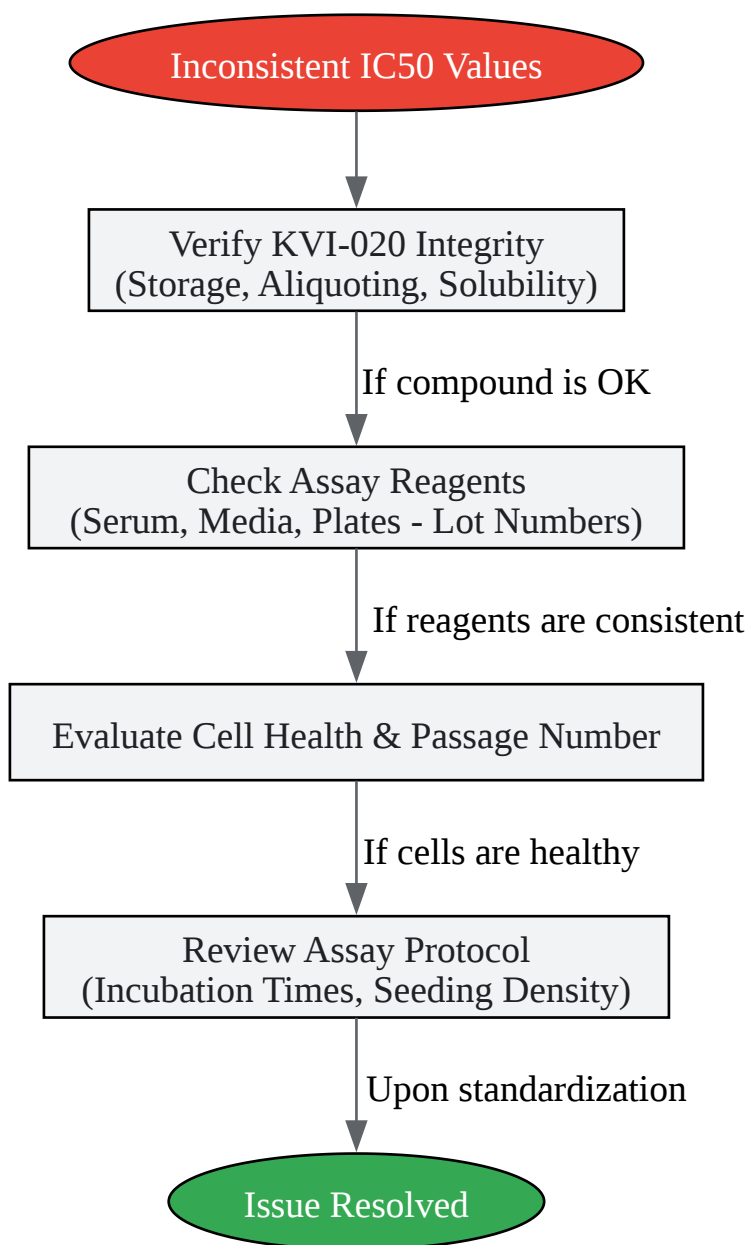 Inconsistent IC50 Values
Verify KVI-020 Integrity
(Storage, Aliquoting, Solubility)
If compound is OK
Check Assay Reagents
(Serum, Media, Plates - Lot Numbers)
If reagents are consistent
Evaluate Cell Health & Passage Number
If cells are healthy
Review Assay Protocol
(Incubation Times, Seeding Density)
Upon standardization
Issue Resolved